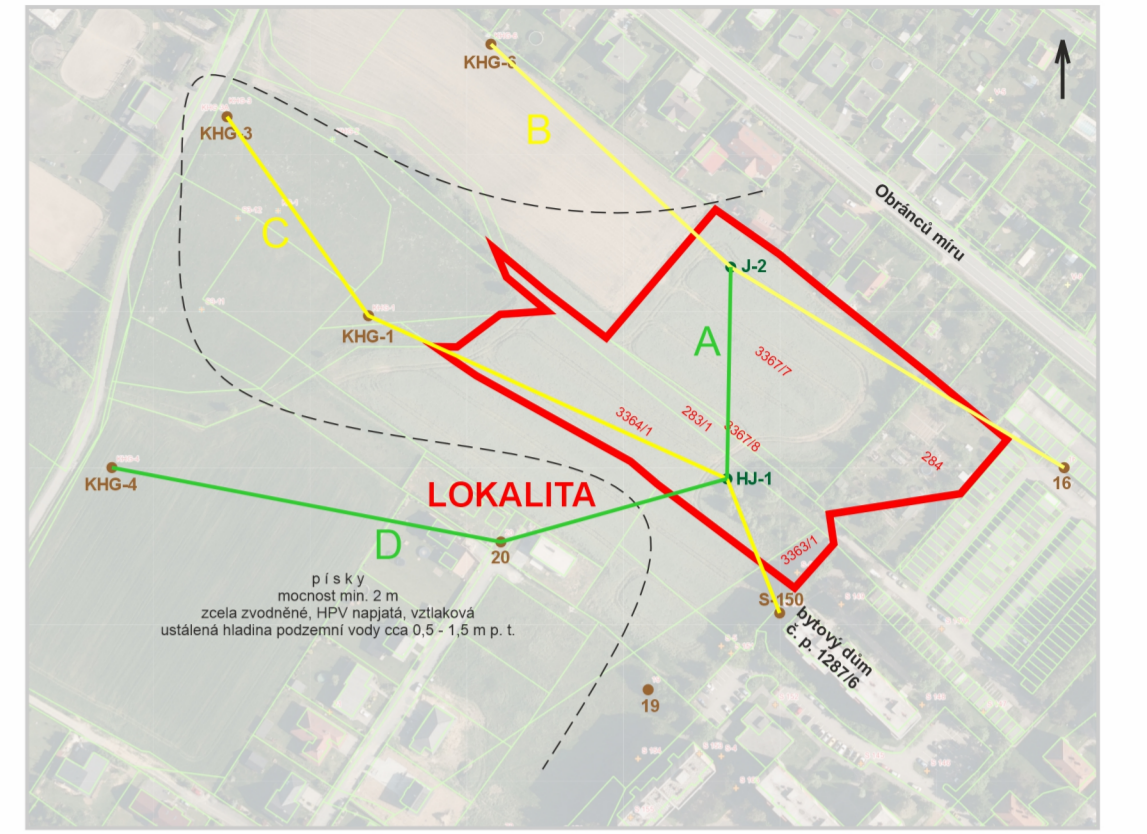 KHG-6
KHG-3
B
Obránců míru
C
J-2
KHG-1
A
3367/7
3364/1
283/1
3367/8
284
KHG-4
LOKALITA
HJ-1
16
D
20
3363/1
písky
mocnost min. 2 m
zcela zvodněné, HPV napjatá, vztlaková
ustálená hladina podzemní vody cca 0,5 - 1,5 m p. t.
S-150
bytový dům
č. p. 1287/6
19